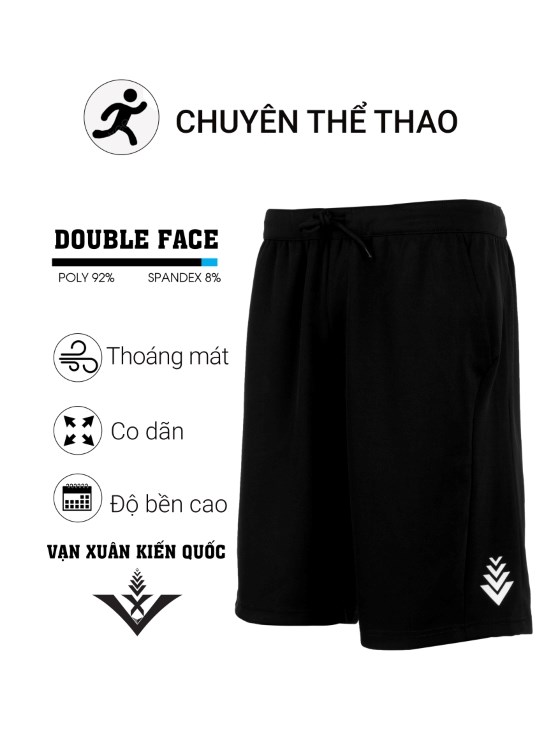 CHUYÊN THỂ THAO
DOUBLE FACE
POLY 92% SPANDEX 8%
Thoáng mát
Co dãn
Độ bền cao
VẠN XUÂN KIẾN QUỐC